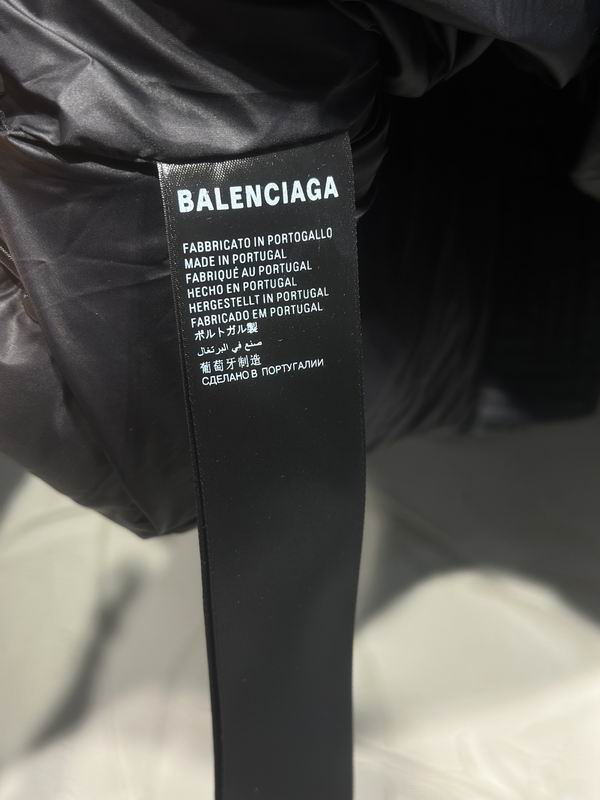 BALENCIAGA
FABBRICATO IN PORTOGALLO
MADE IN PORTUGAL
FABRIQUÉ AU PORTUGAL
HECHO EN PORTUGAL
HERGESTELLT IN PORTUGAL
FABRICADO EM PORTUGAL
ポルトガル製
صنع في البرتغال
葡萄牙制造
СДЕЛАНО В ПОРТУГАЛИИ